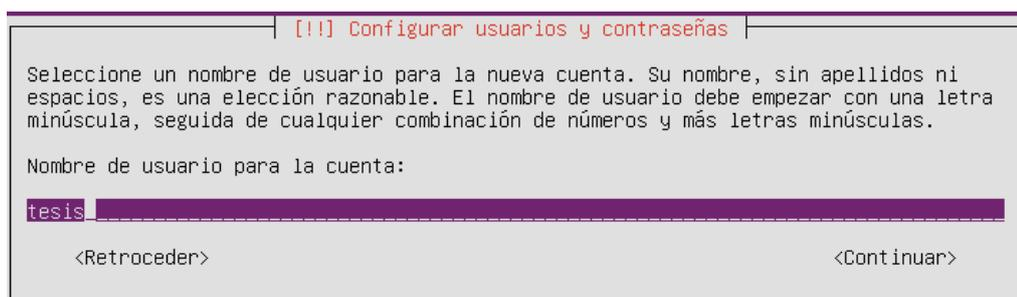 [!!] Configurar usuarios y contraseñas
Seleccione un nombre de usuario para la nueva cuenta. Su nombre, sin apellidos ni
espacios, es una elección razonable. El nombre de usuario debe empezar con una letra
minúscula, seguida de cualquier combinación de números y más letras minúsculas.
Nombre de usuario para la cuenta:
tesis
<Retroceder> <Continuar>